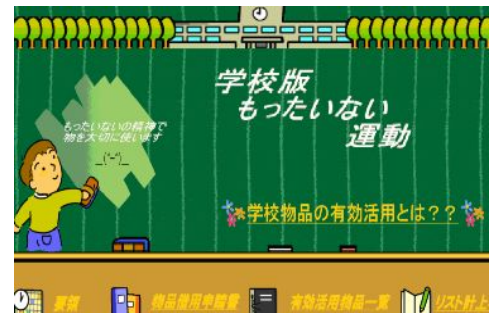 学校版
もったいない
運動
もったいないの精神で
物を大切に使います
_(^-^)_
学校物品の有効活用とは？？
要領
物品借用申請書
有効活用物品一覧
リスト計上